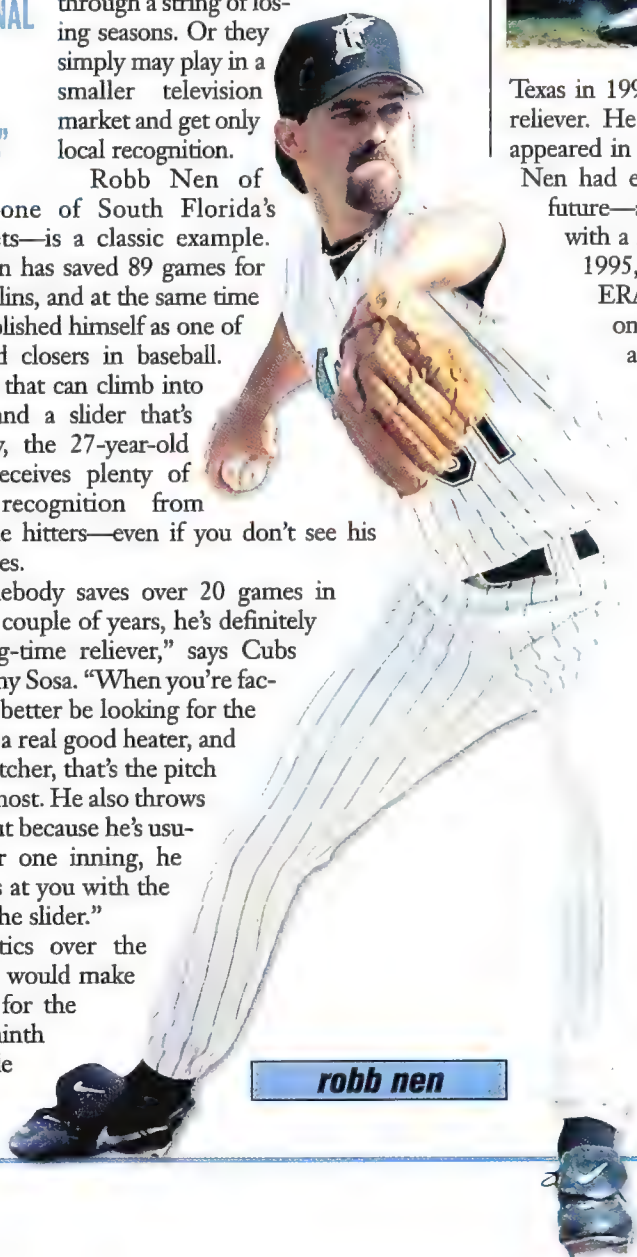 NAL
”
through a string of los-
ing seasons. Or they
simply may play in a
smaller television
market and get only
local recognition.
Robb Nen of
one of South Florida’s
ts—is a classic example.
n has saved 89 games for
lins, and at the same time
blished himself as one of
d closers in baseball.
that can climb into
and a slider that’s
y, the 27-year-old
eceives plenty of
recognition from
e hitters—even if you don’t see his
es.
ebody saves over 20 games in
couple of years, he’s definitely
g-time reliever,” says Cubs
ny Sosa. “When you’re fac-
better be looking for the
a real good heater, and
tcher, that’s the pitch
most. He also throws
ut because he’s usu-
r one inning, he
s at you with the
he slider.”
tics over the
would make
for the
ninth
le
Texas in 199
reliever. He
appeared in
Nen had e
future—a
with a
1995,
ERA
on
a
31
robb nen